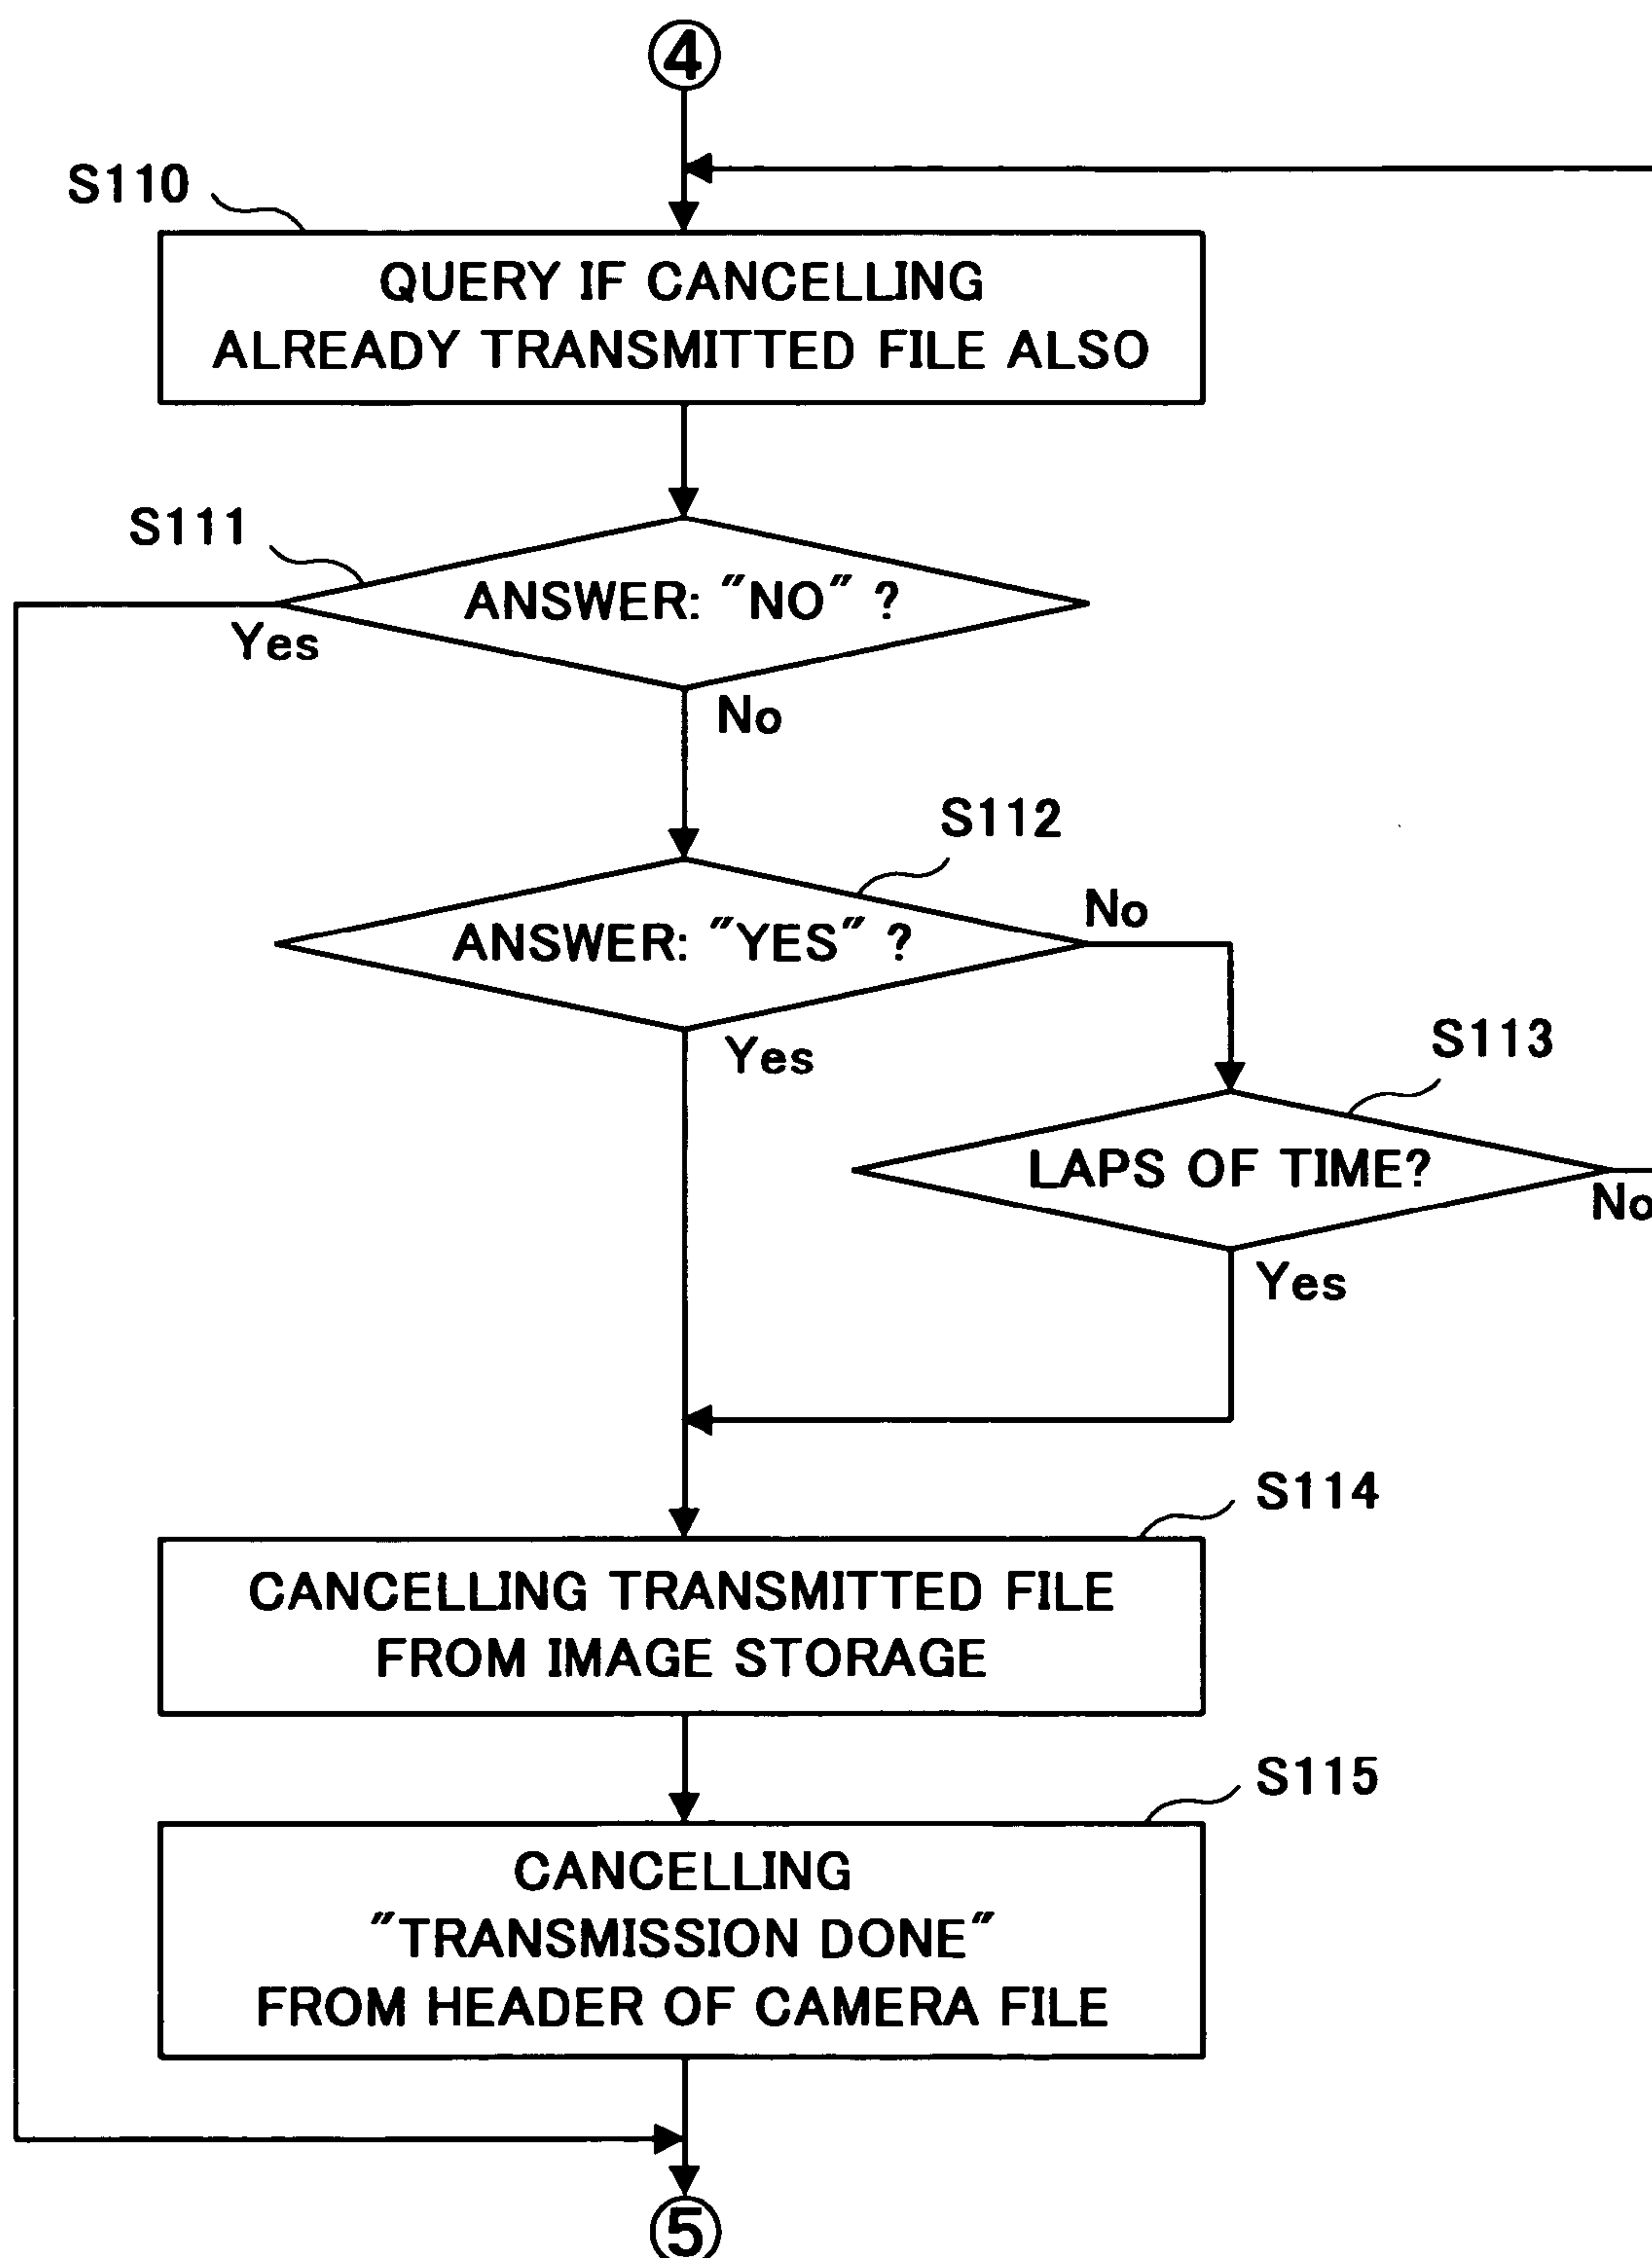 ④
S110
QUERY IF CANCELLING
ALREADY TRANSMITTED FILE ALSO
S111
ANSWER: "NO" ?
Yes
No
S112
ANSWER: "YES" ?
No
Yes
S113
LAPS OF TIME?
No
Yes
S114
CANCELLING TRANSMITTED FILE
FROM IMAGE STORAGE
S115
CANCELLING
"TRANSMISSION DONE"
FROM HEADER OF CAMERA FILE
⑤